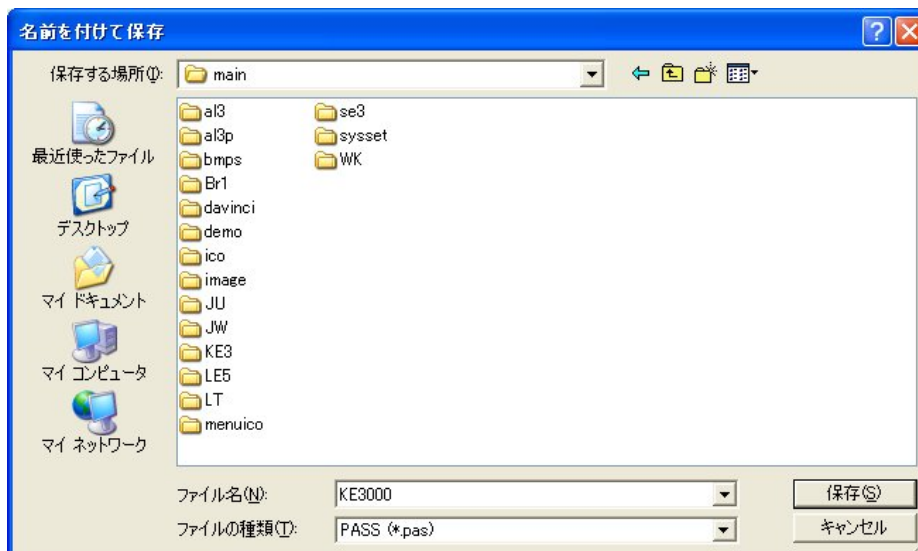 名前を付けて保存
保存する場所(I):
main
最近使ったファイル
デスクトップ
マイ ドキュメント
マイ コンピュータ
マイ ネットワーク
al3
al3p
bmps
Br1
davinci
demo
ico
image
JU
JW
KE3
LE5
LT
menuico
se3
sysset
WK
ファイル名(N):
KE3000
保存(S)
ファイルの種類(T):
PASS (*.pas)
キャンセル